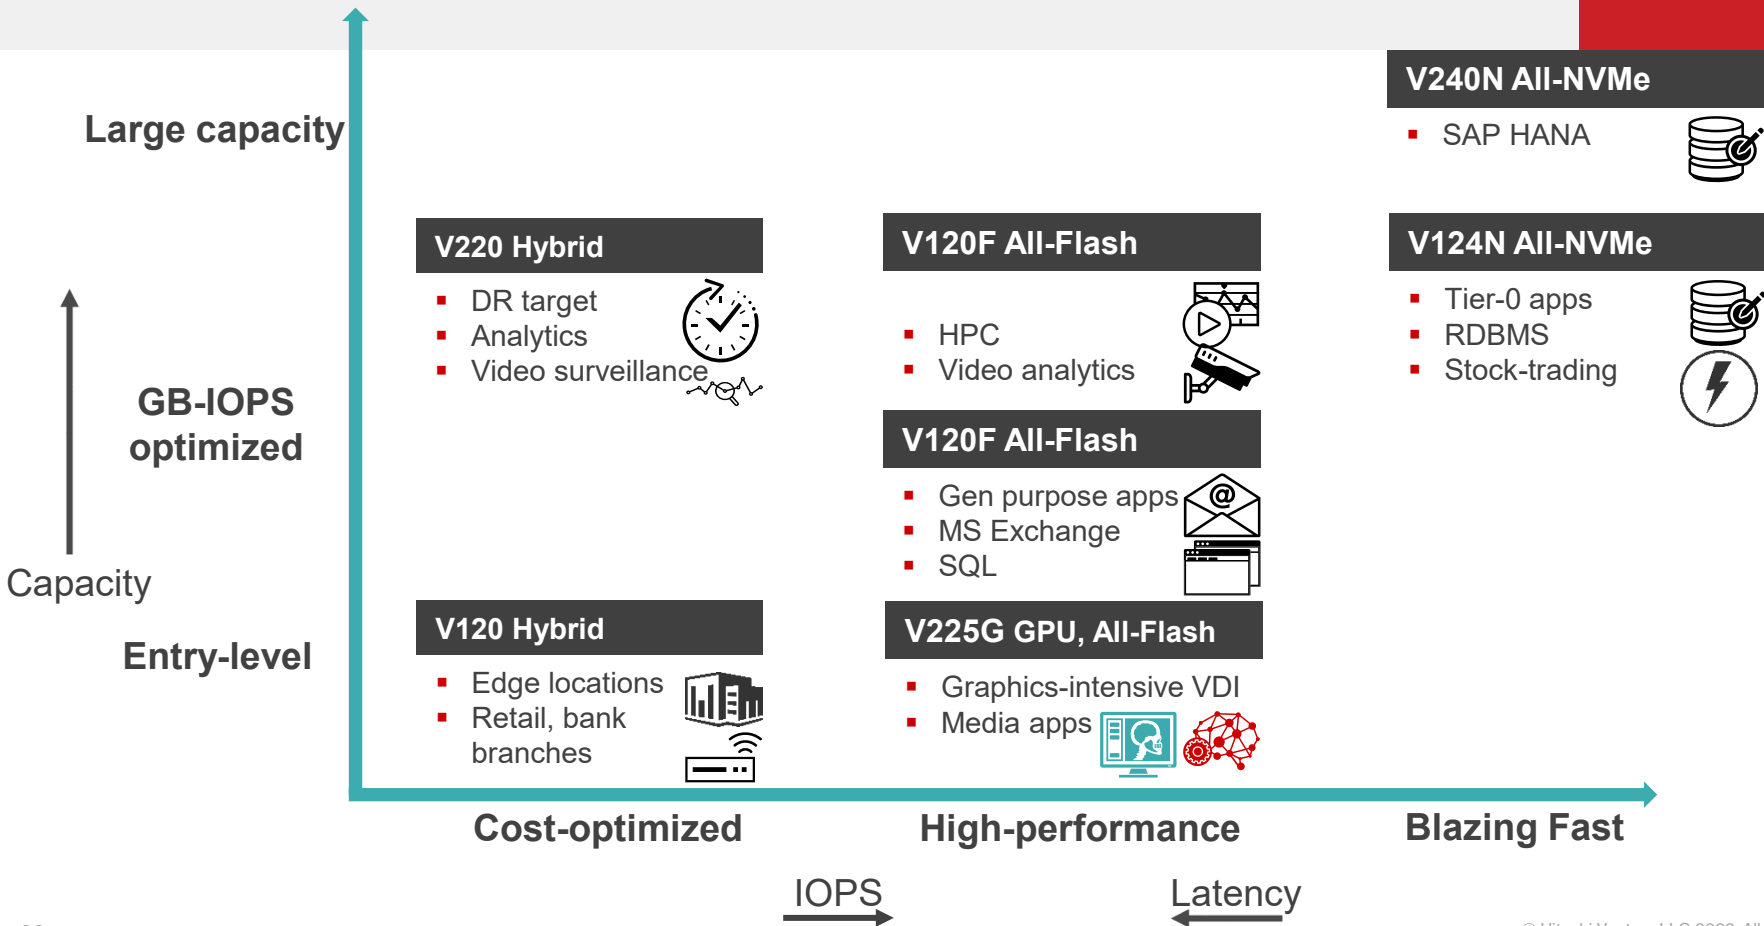 Large capacity
V240N All-NVMe
SAP HANA
V220 Hybrid
DR target
Analytics
Video surveillance
V120F All-Flash
HPC
Video analytics
V124N All-NVMe
Tier-0 apps
RDBMS
Stock-trading
GB-IOPS
optimized
V120F All-Flash
@
Gen purpose apps
MS Exchange
SQL
Capacity
Entry-level
V120 Hybrid
Edge locations
Retail, bank
branches
V225G GPU, All-Flash
Graphics-intensive VDI
Media apps
Cost-optimized
High-performance
Blazing Fast
IOPS
Latency